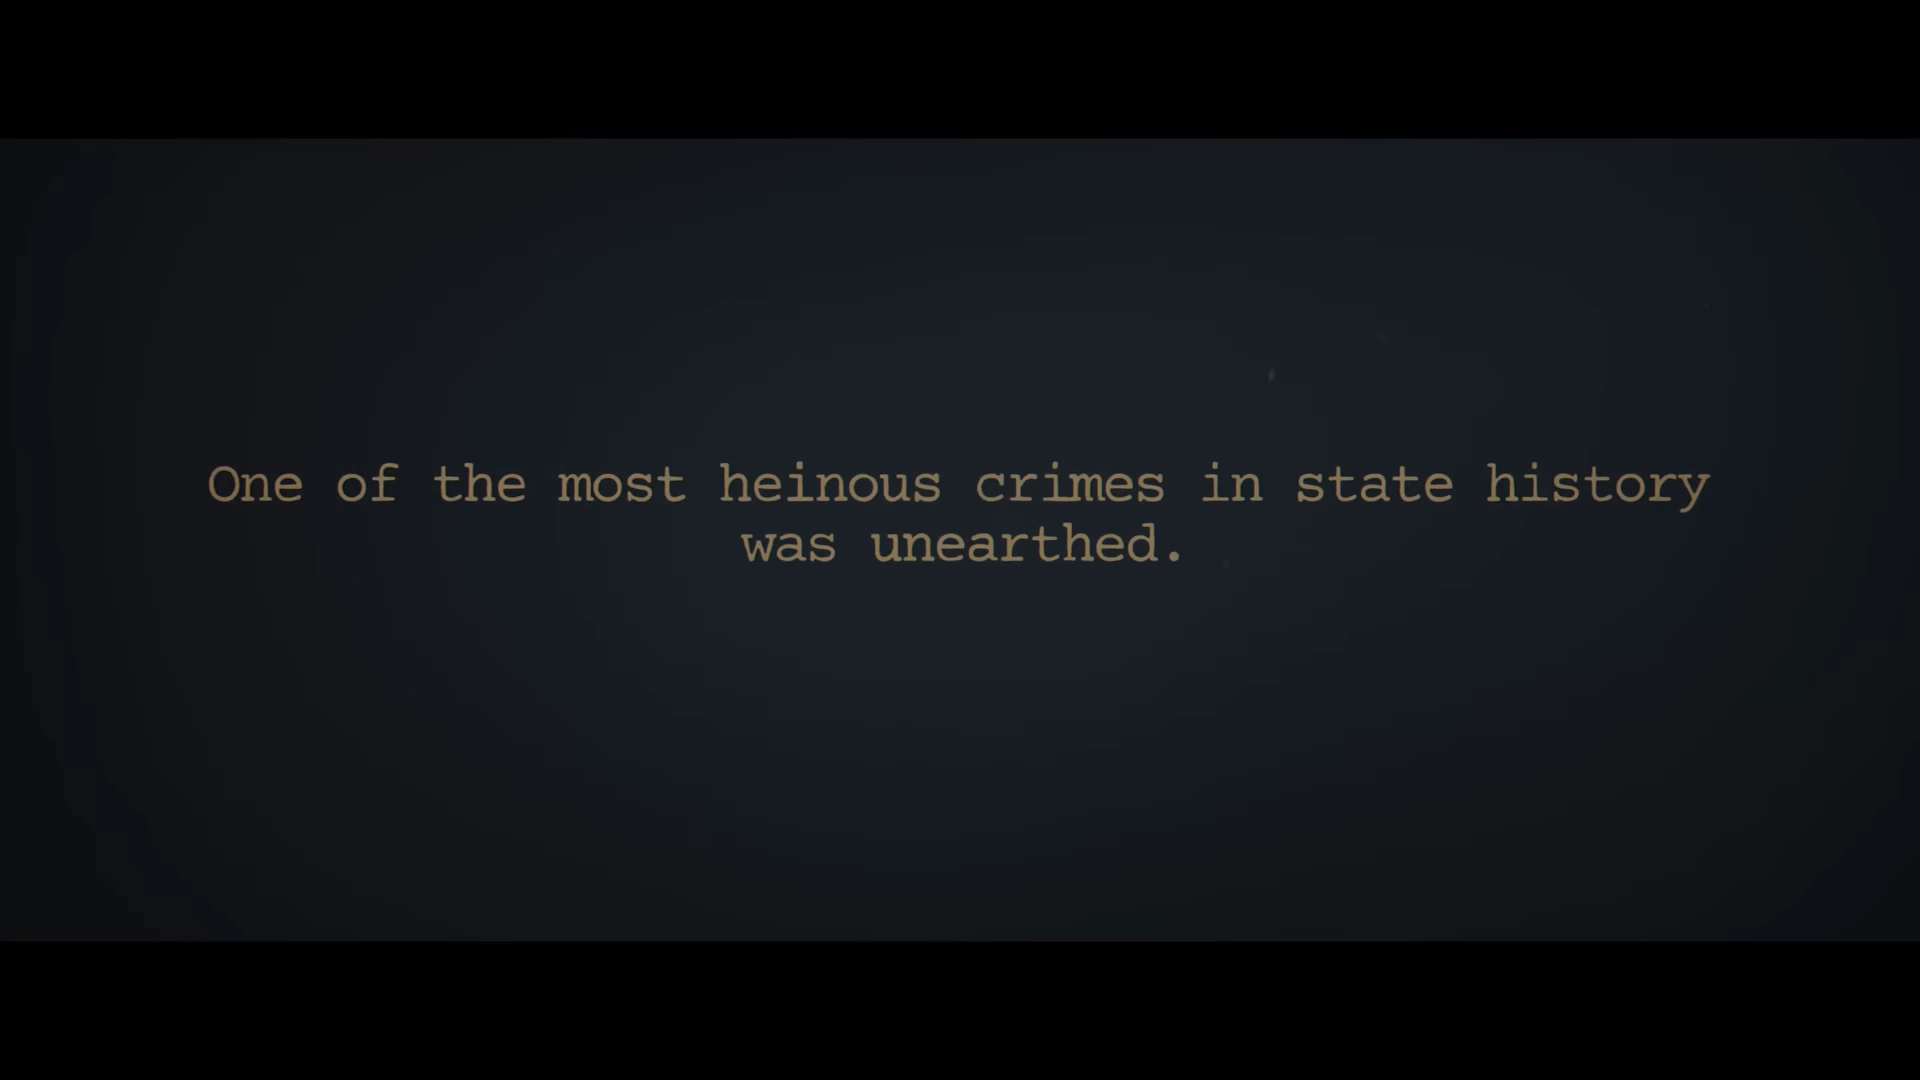 One of the most heinous crimes in state history
was unearthed.